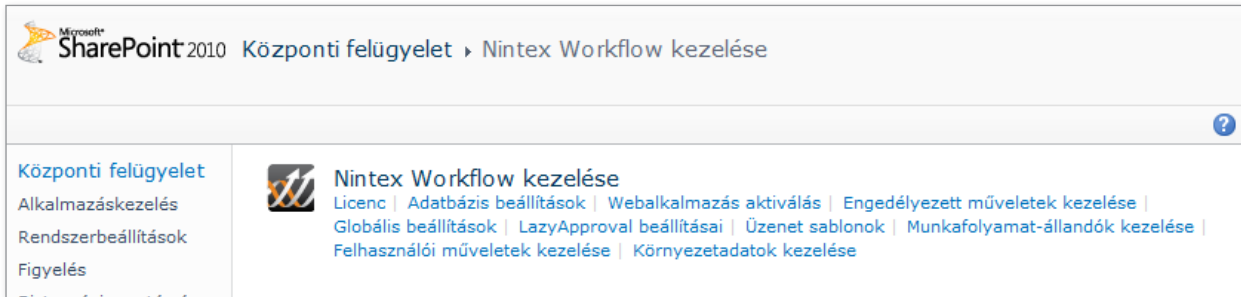 Microsoft®
SharePoint 2010 Központi felügyelet ▸ Nintex Workflow kezelése
Központi felügyelet
Alkalmazáskezelés
Rendszerbeállítások
Figyelés
Nintex Workflow kezelése
Licenc | Adatbázis beállítások | Webalkalmazás aktiválás | Engedélyezett műveletek kezelése |
Globális beállítások | LazyApproval beállításai | Üzenet sablonok | Munkafolyamat-állandók kezelése |
Felhasználói műveletek kezelése | Környezetadatok kezelése